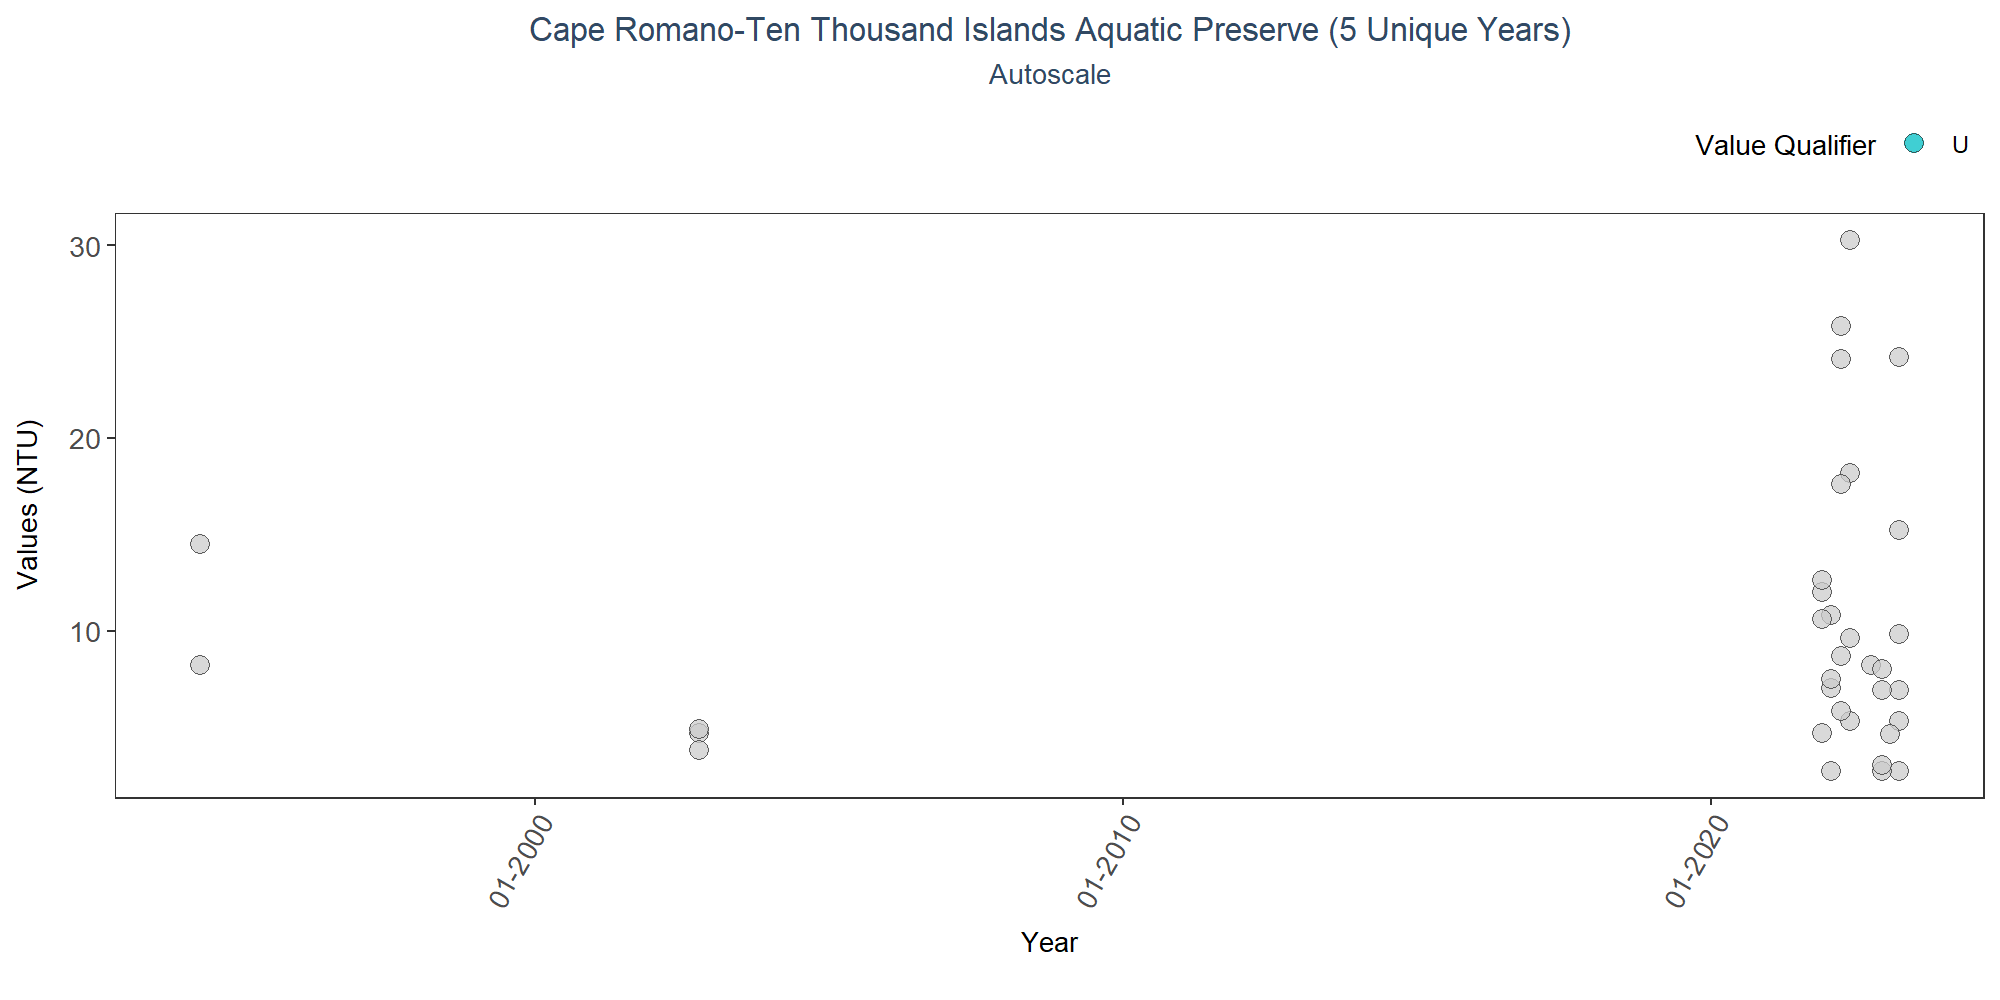 Cape Romano-Ten Thousand Islands Aquatic Preserve (5 Unique Years)
Autoscale
Value Qualifier U
30
20
10
Values (NTU)
01-2000
01-2010
01-2020
Year